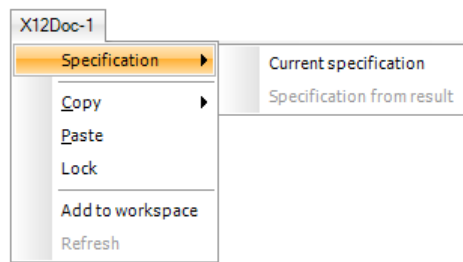 X12Doc-1
Specification
Current specification
Specification from result
Copy
Paste
Lock
Add to workspace
Refresh